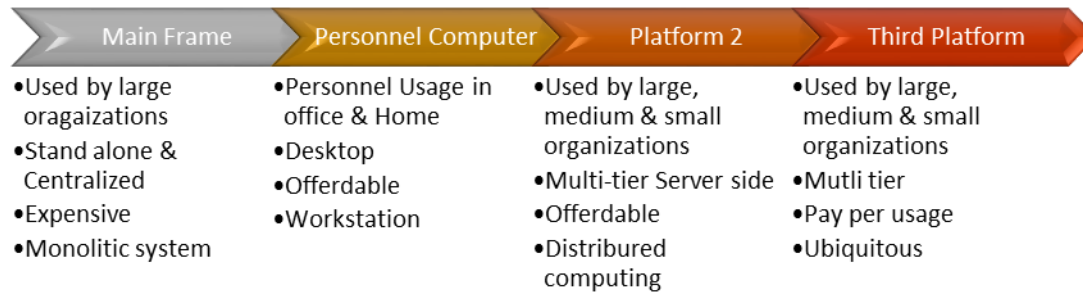 Main Frame
Personnel Computer
Platform 2
Third Platform
•Used by large
oragaizations
•Stand alone &
Centralized
•Expensive
•Monolitic system
•Personnel Usage in
office & Home
•Desktop
•Offerdable
•Workstation
•Used by large,
medium & small
organizations
•Multi-tier Server side
•Offerdable
•Distribured
computing
•Used by large,
medium & small
organizations
•Mutli tier
•Pay per usage
•Ubiquitous